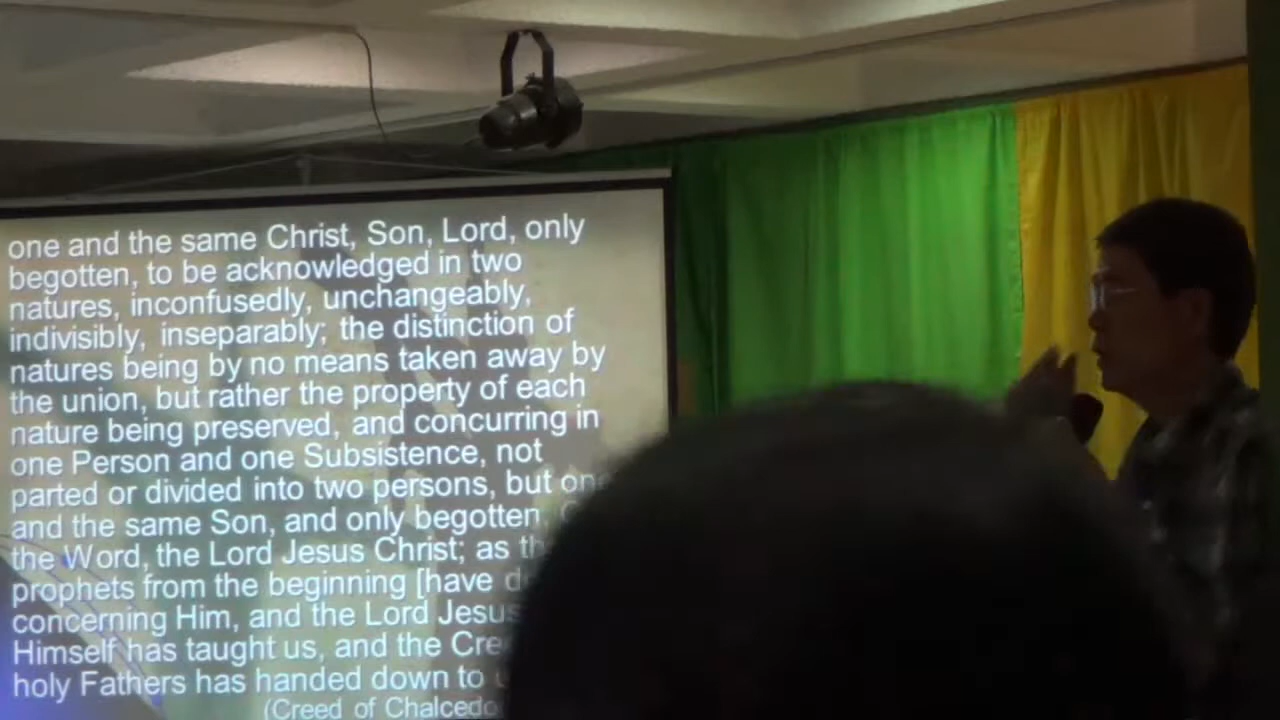 one and the same Christ, Son, Lord, only
begotten, to be acknowledged in two
natures, inconfusedly, unchangeably,
indivisibly, inseparably; the distinction of
natures being by no means taken away by
the union, but rather the property of each
nature being preserved, and concurring in
one Person and one Subsistence, not
parted or divided into two persons, but one
and the same Son, and only begotten,
the Word, the Lord Jesus Christ; as
prophets from the beginning [have
concerning Him, and the Lord Jesus
Himself has taught us, and the
holy Fathers has handed down to
(Creed of